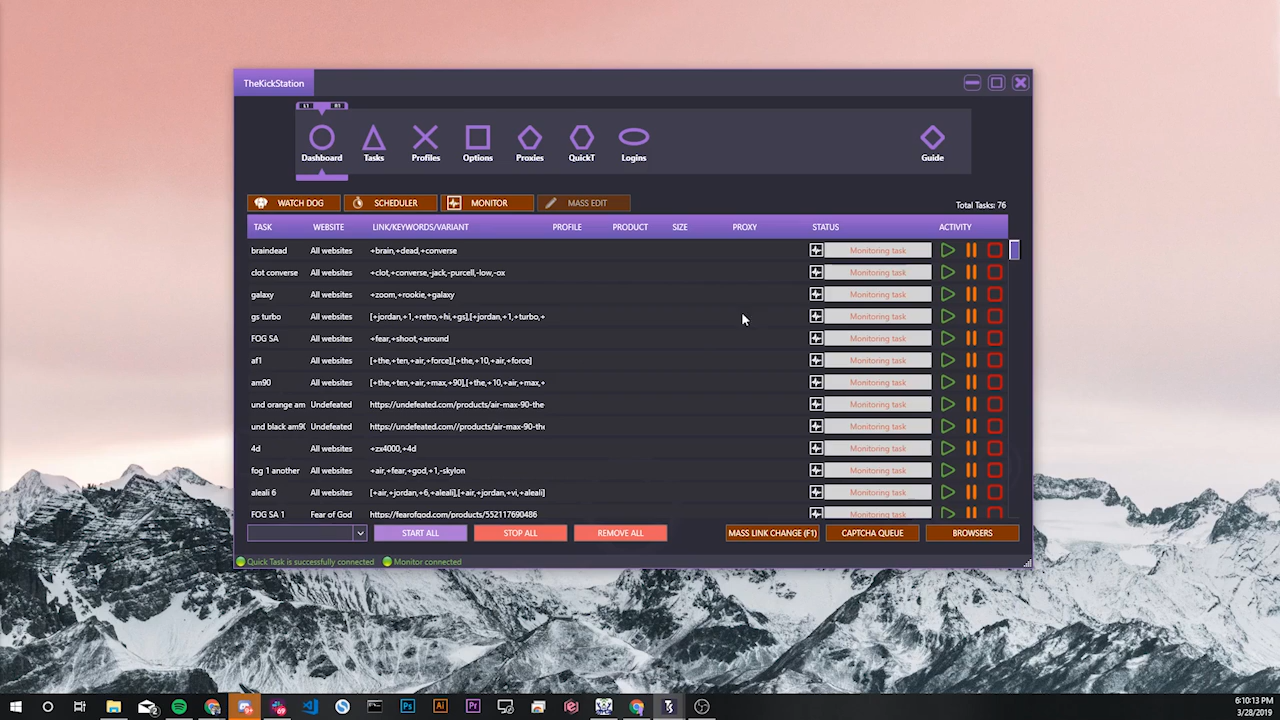 TheKickStation
L1 R1
Dashboard Tasks Profiles Options Proxies QuickT Logins Guide
WATCH DOG SCHEDULER MONITOR MASS EDIT Total Tasks: 76
TASK WEBSITE LINK/KEYWORDS/VARIANT PROFILE PRODUCT SIZE PROXY STATUS ACTIVITY
braindead All websites +brain,+dead,+converse Monitoring task
clot converse All websites +clot,+converse,-jack,-purcell,-low,-ox Monitoring task
galaxy All websites +zoom,+rookie,+galaxy Monitoring task
gs turbo All websites [+jordan,+1,+retro,+hi,+gs],[+jordan,+1,+turbo,+ Monitoring task
FOG SA All websites +fear,+shoot,+around Monitoring task
af1 All websites [+the,+ten,+air,+force],[+the,+10,+air,+force] Monitoring task
am90 All websites [+the,+ten,+air,+max,+90],[+the,+10,+air,+max,+ Monitoring task
und orange am Undefeated https://undefeated.com/products/air-max-90-the Monitoring task
und black am90 Undefeated https://undefeated.com//products/air-max-90-the Monitoring task
4d All websites +zx4000,+4d Monitoring task
fog 1 another All websites +air,+fear,+god,+1,-skylon Monitoring task
aleali 6 All websites [+air,+jordan,+6,+aleali],[+air,+jordan,+vi,+aleali] Monitoring task
FOG SA 1 Fear of God https://fearofgod.com/products/552117690486 Monitoring task
START ALL STOP ALL REMOVE ALL MASS LINK CHANGE (F1) CAPTCHA QUEUE BROWSERS
Quick Task is successfully connected Monitor connected
6:10:13 PM
3/28/2019